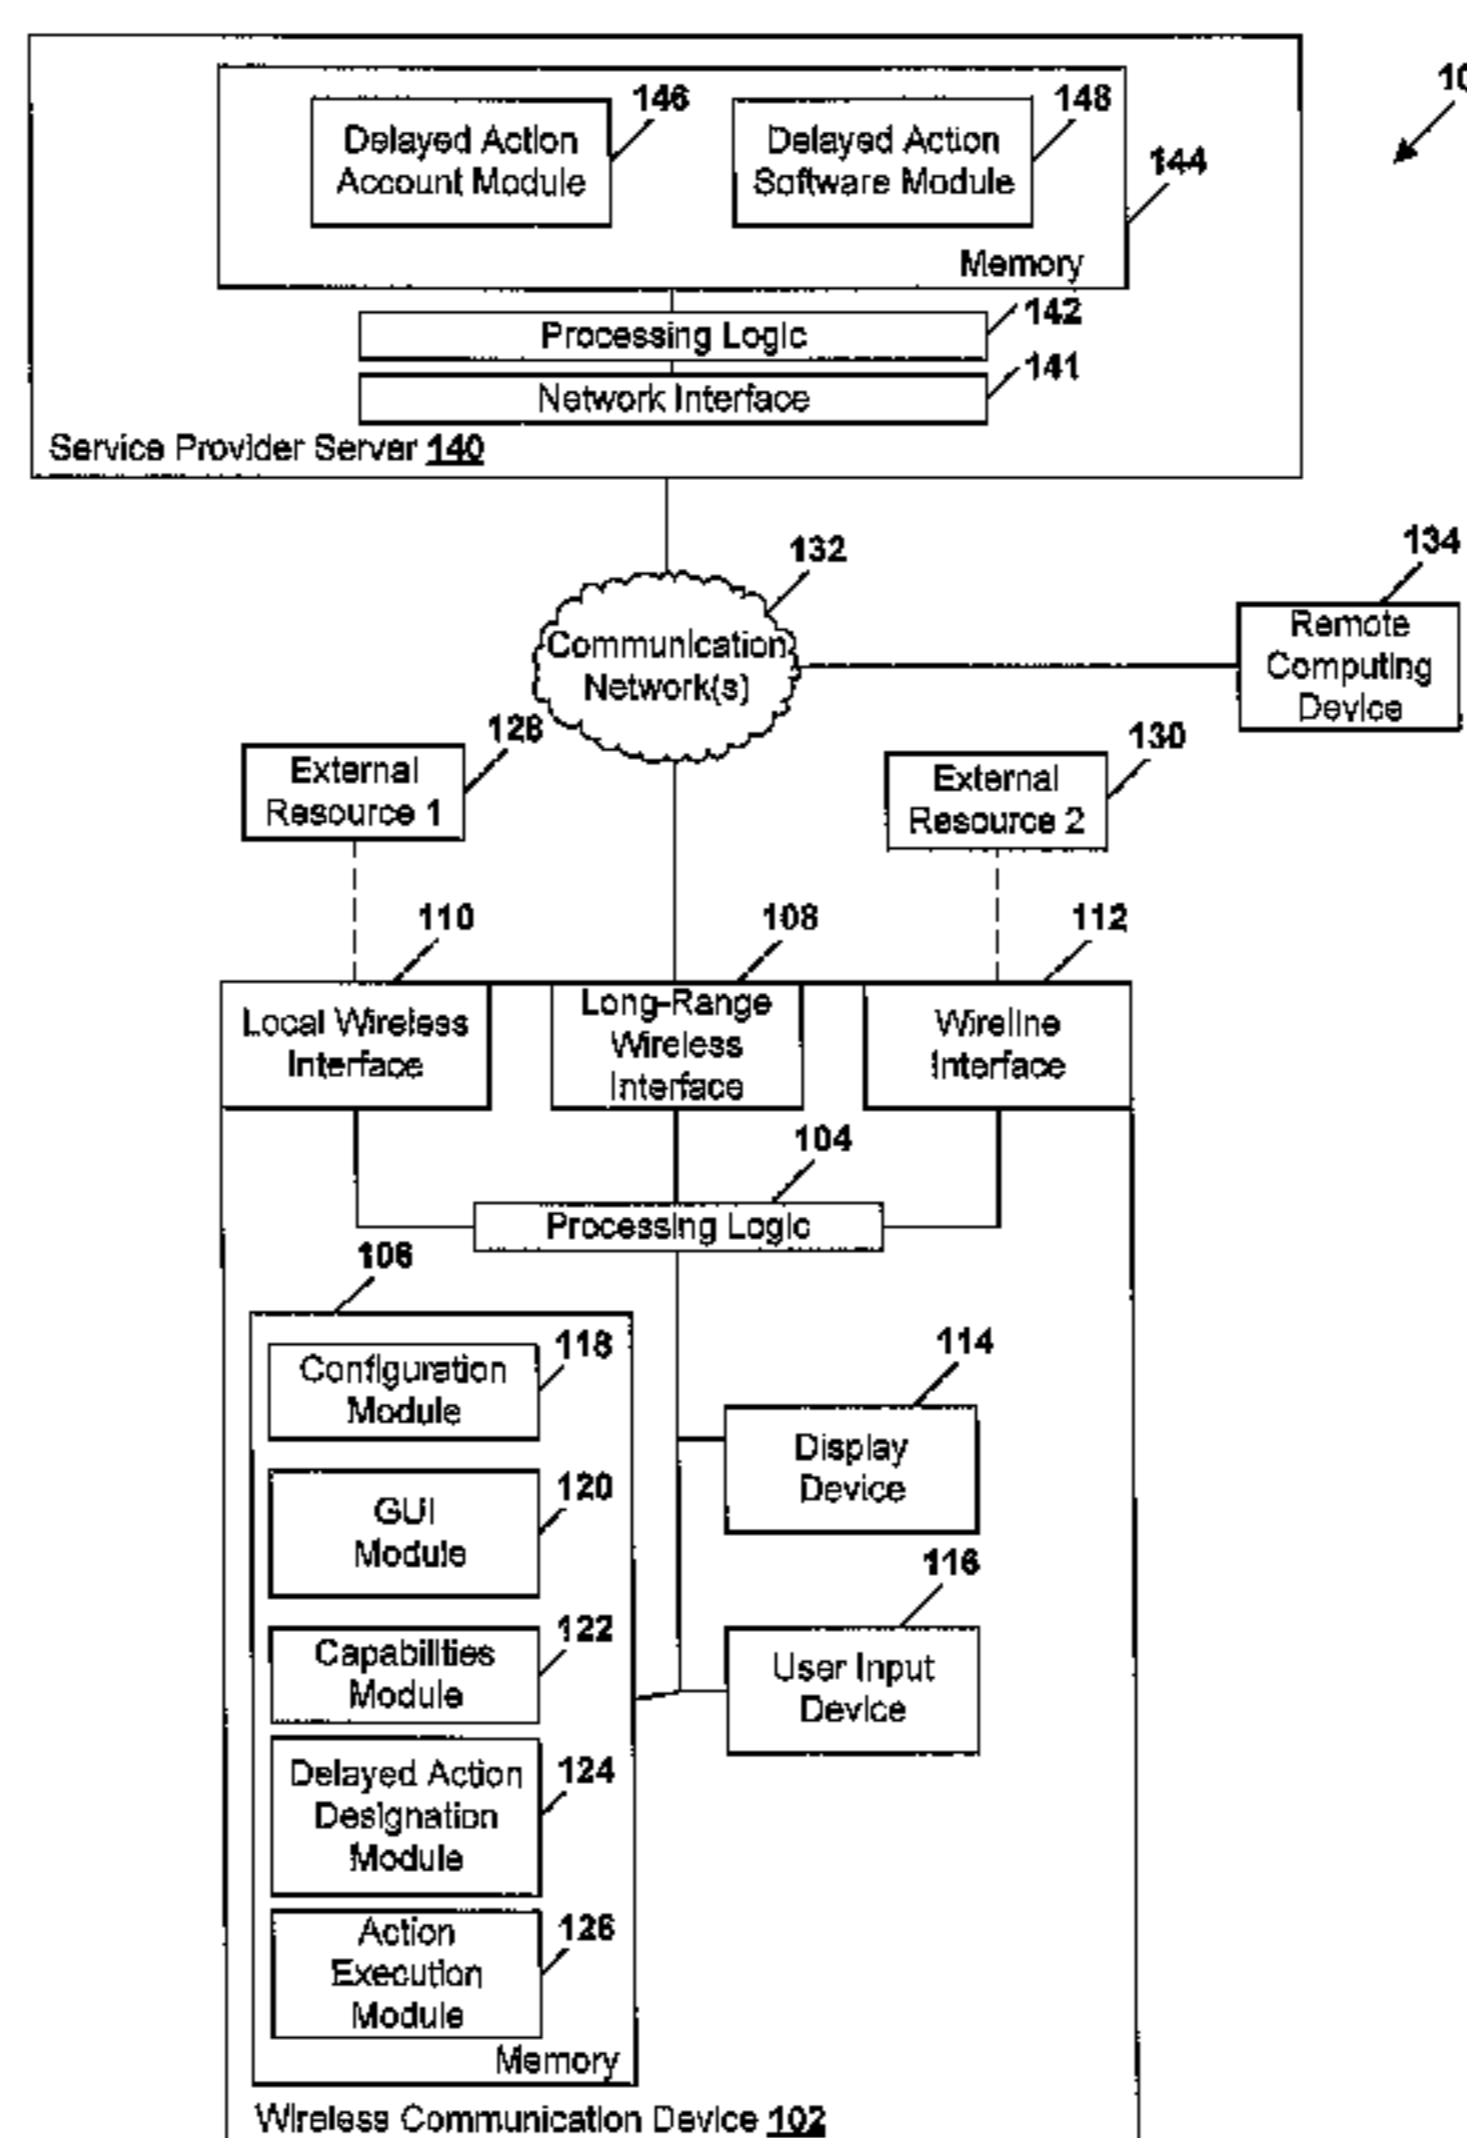 10
146
148
Delayed Action
Account Module
Delayed Action
Software Module
144
Memory
142
Processing Logic
141
Network Interface
Service Provider Server 140
132
134
Communication
Network(s)
Remote
Computing
Device
128
External
Resource 1
130
External
Resource 2
110
108
112
Local Wireless
Interface
Long-Range
Wireless
Interface
Wireline
Interface
104
Processing Logic
106
118
Configuration
Module
114
Display
Device
120
GUI
Module
116
User Input
Device
122
Capabilities
Module
124
Delayed Action
Designation
Module
126
Action
Execution
Module
Memory
Wireless Communication Device 102